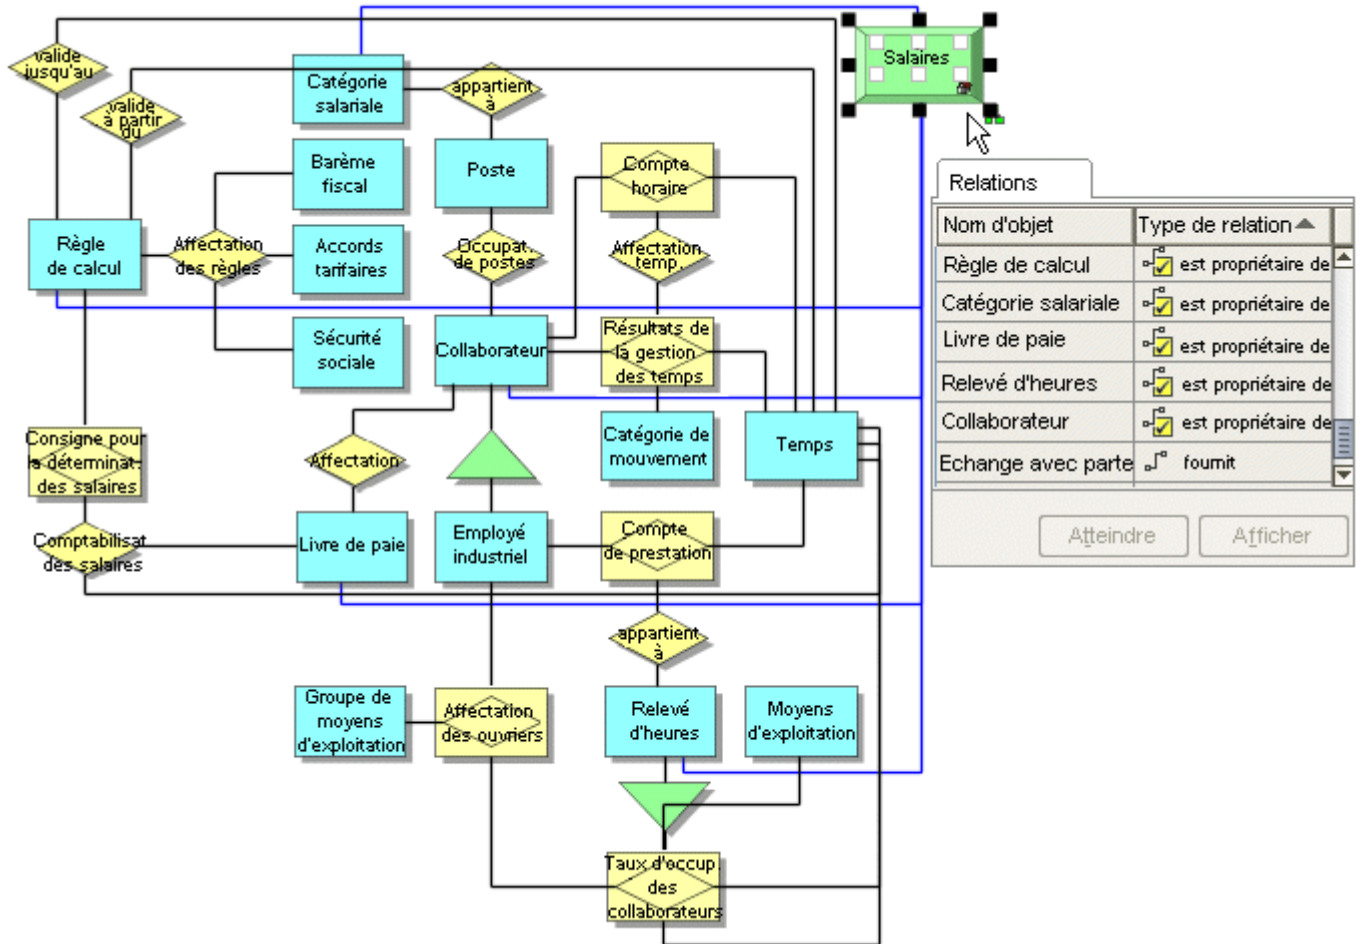 valide
jusqu'au
valide
à partir
du
Catégorie
salariale
appartient
à
Salaires
Barème
fiscal
Poste
Compte
horaire
Relations
Nom d'objet
Type de relation
Règle
de calcul
Affectation
des règles
Accords
tarifaires
Occupat.
de postes
Affectation
temp.
Règle de calcul
est propriétaire de
Catégorie salariale
est propriétaire de
Livre de paie
est propriétaire de
Relevé d'heures
est propriétaire de
Collaborateur
est propriétaire de
Echange avec parte
fournit
Atteindre
Afficher
Sécurité
sociale
Collaborateur
Résultats de
la gestion
des temps
Consigne pour
la déterminat.
des salaires
Affectation
Catégorie de
mouvement
Temps
Comptabilisat
des salaires
Livre de paie
Employé
industriel
Compte
de prestation
appartient
à
Groupe de
moyens
d'exploitation
Affectation
des ouvriers
Relevé
d'heures
Moyens
d'exploitation
Taux d'occup.
des
collaborateurs